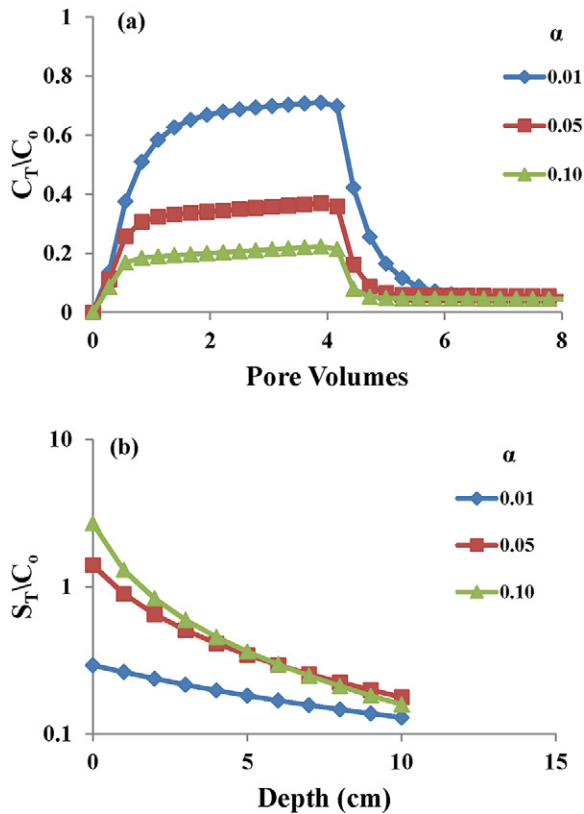 (a)
α
0.01
0.05
0.10
1
0.8
0.6
0.4
0.2
0
C_T\C_o
0 2 4 6 8
Pore Volumes
(b)
α
0.01
0.05
0.10
10
1
0.1
S_T\C_o
0 5 10 15
Depth (cm)